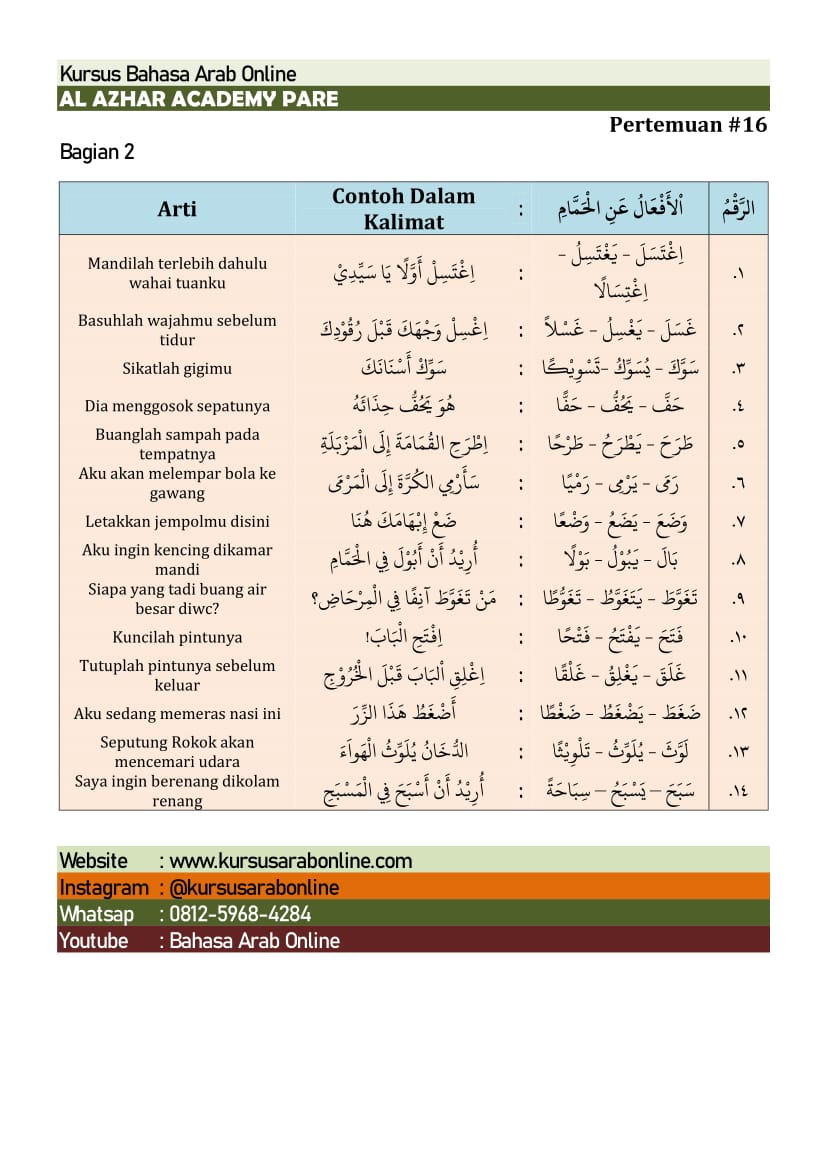 Kursus Bahasa Arab Online
AL AZHAR ACADEMY PARE
Pertemuan #16
Bagian 2
Arti Contoh Dalam Kalimat : اْلأَفْعَالُ عَنِ الْحَمَّامِ الرَّقْمُ
Mandilah terlebih dahulu wahai tuanku اِغْتَسِلْ أَوَّلًا يَا سَيِّدِيْ : اِغْتَسَلَ - يَغْتَسِلُ - اِغْتِسَالًا ١.
Basuhlah wajahmu sebelum tidur اِغْسِلْ وَجْهَكَ قَبْلَ رُقُوْدِكَ : غَسَلَ - يَغْسِلُ - غَسْلاً ٢.
Sikatlah gigimu سَوِّكْ أَسْنَانَكَ : سَوَّكَ - يُسَوِّكُ -تَسْوِيْكًا ٣.
Dia menggosok sepatunya هُوَ يَحُفُّ حِذَائَهُ : حَفَّ - يَحُفُّ - حَفًّا ٤.
Buanglah sampah pada tempatnya اِطْرَحِ القُمَامَةَ إِلَى الْمَزْبَلَةِ : طَرَحَ - يَطْرَحُ - طَرْحًا ٥.
Aku akan melempar bola ke gawang سَأَرْمِي الكُرَّةَ إِلَى الْمَرْمَى : رَمَى - يَرْمِى - رَمْيًا ٦.
Letakkan jempolmu disini ضَعْ إِبْهَامَكَ هُنَا : وَضَعَ - يَضَعُ - وَضْعًا ٧.
Aku ingin kencing dikamar mandi أُرِيْدُ أَنْ أَبُوْلَ فِي الْحَمَّامِ : بَالَ - يَبُوْلُ - بَوْلًا ٨.
Siapa yang tadi buang air besar diwc? مَنْ تَغَوَّطَ آنِفًا فِي الْمِرْحَاضِ؟ : تَغَوَّطَ - يَتَغَوَّطُ - تَغَوُّطًا ٩.
Kuncilah pintunya اِفْتَحِ الْبَابَ! : فَتَحَ - يَفْتَحُ - فَتْحًا ١٠.
Tutuplah pintunya sebelum keluar اِغْلِقِ اْلبَابَ قَبْلَ الْخُرُوْجِ : غَلَقَ - يَغْلِقُ - غَلْقًا ١١.
Aku sedang memeras nasi ini أَضْغَطُ هَذَا الزِّرَ : ضَغَطَ - يَضْغَطُ - ضَغْطًا ١٢.
Seputung Rokok akan mencemari udara الدُّخَانُ يُلَوِّثُ الْهَوَاءَ : لَوَّثَ - يُلَوِّثُ - تَلْوِيْثًا ١٣.
Saya ingin berenang dikolam renang أُرِيْدُ أَنْ أَسْبَحَ فِي الْمَسْبَحِ : سَبَحَ – يَسْبَحُ – سِبَاحَةً ١٤.
Website : www.kursusarabonline.com
Instagram : @kursusarabonline
Whatsap : 0812-5968-4284
Youtube : Bahasa Arab Online